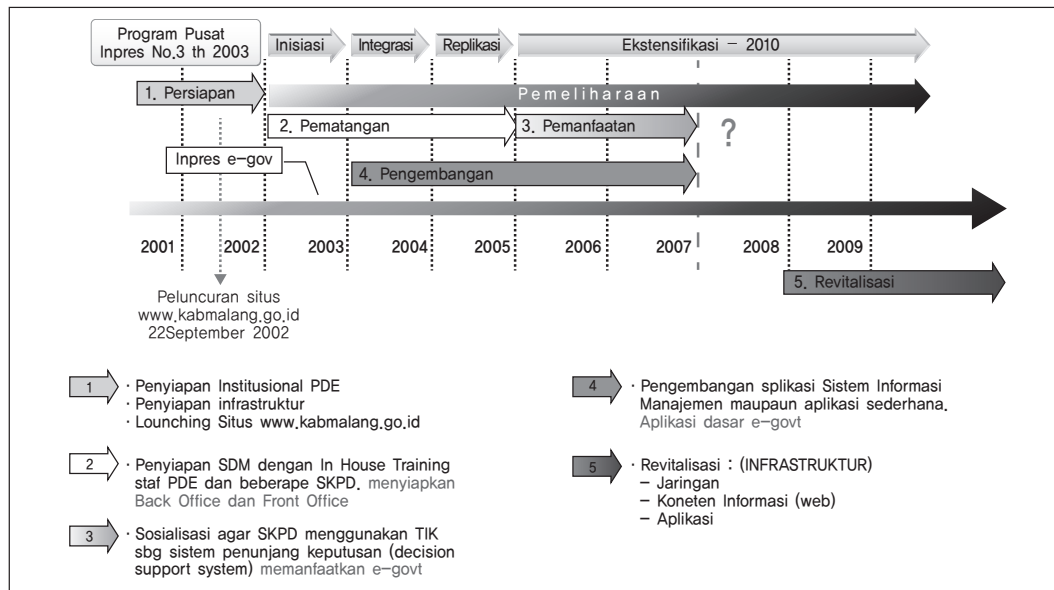 Program Pusat
Inpres No.3 th 2003
Inisiasi
Integrasi
Replikasi
Ekstensifikasi - 2010
1. Persiapan
Pemeliharaan
2. Pematangan
3. Pemanfaatan
?
Inpres e-gov
4. Pengembangan
2001
2002
2003
2004
2005
2006
2007
2008
2009
5. Revitalisasi
Peluncuran situs
www.kabmalang.go.id
22September 2002
1
· Penyiapan Institusional PDE
· Penyiapan infrastruktur
· Lounching Situs www.kabmalang.go.id
2
· Penyiapan SDM dengan In House Training
staf PDE dan beberape SKPD. menyiapkan
Back Office dan Front Office
3
· Sosialisasi agar SKPD menggunakan TIK
sbg sistem penunjang keputusan (decision
support system) memanfaatkan e-govt
4
· Pengembangan splikasi Sistem Informasi
Manajemen maupaun aplikasi sederhana.
Aplikasi dasar e-govt
5
· Revitalisasi : (INFRASTRUKTUR)
- Jaringan
- Koneten Informasi (web)
- Aplikasi